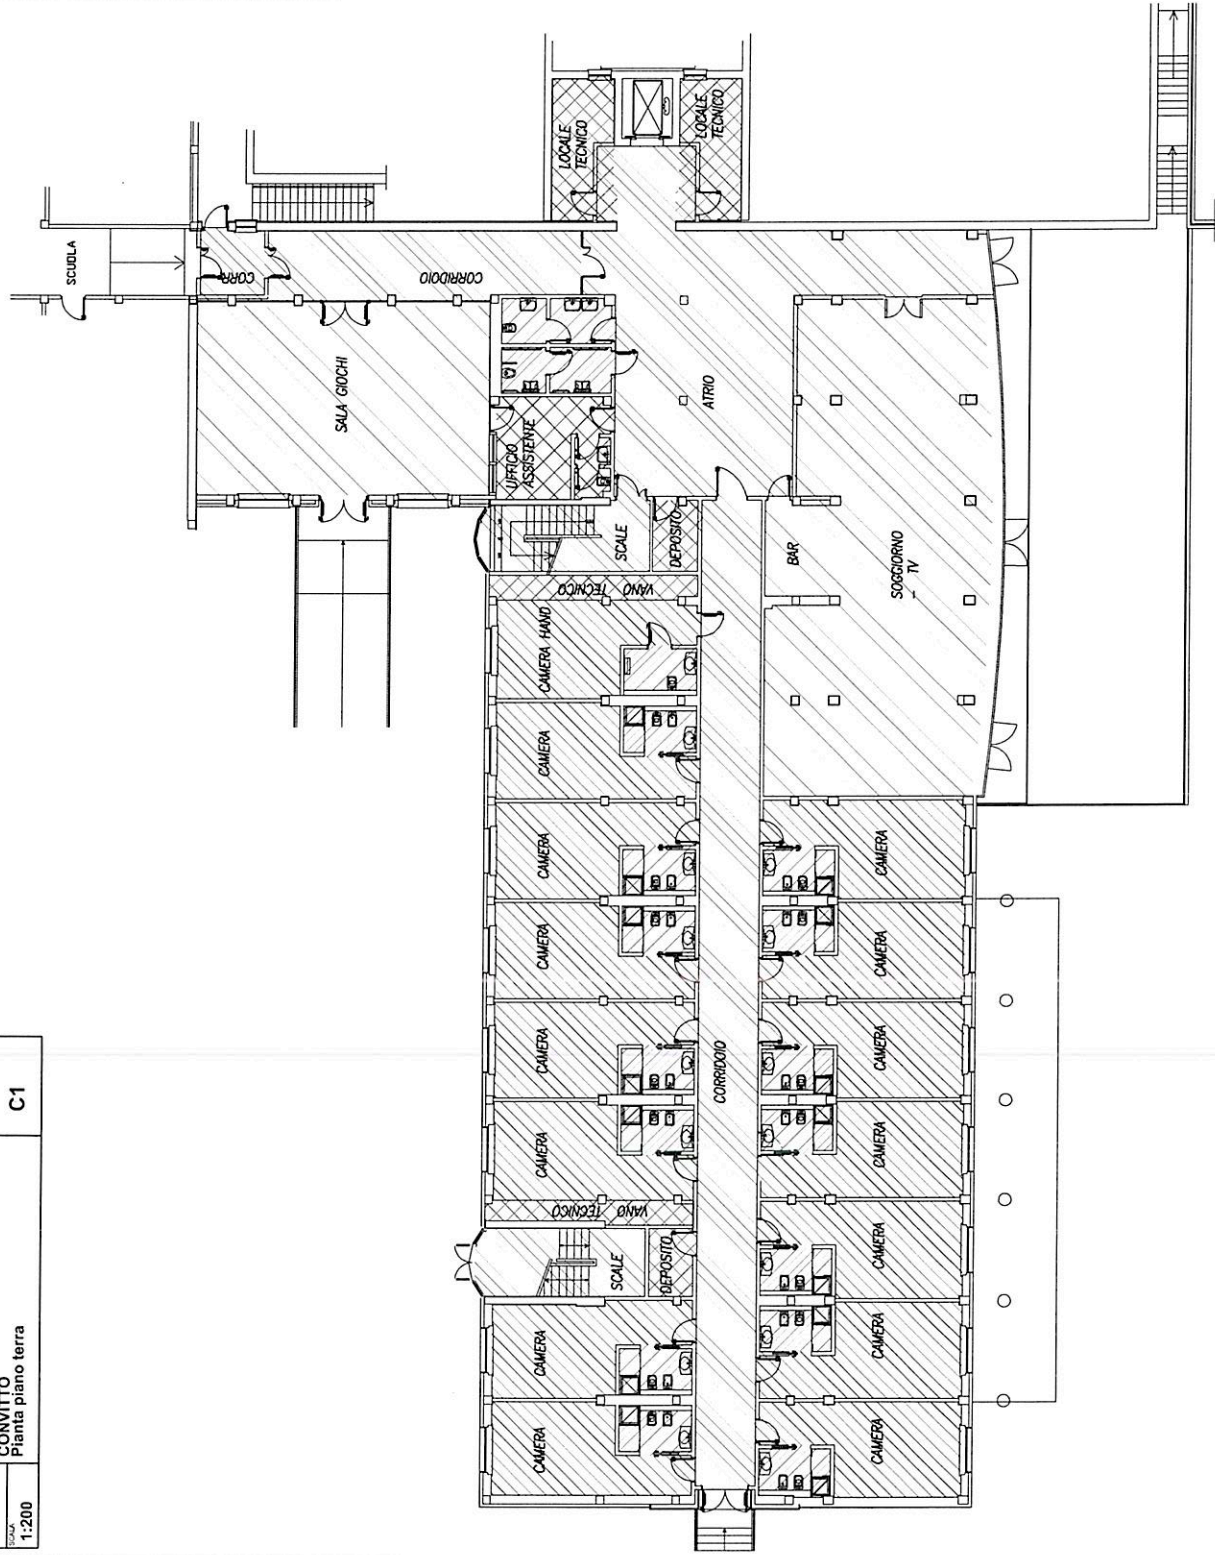 SCUOLA
LOCALE
TECNICO
LOCALE
TECNICO
CORR
CORRIDOIO
SALA GIOCHI
UFFICIO
ASSISTENTE
ATRIO
SCALE
DEPOSITO
BAR
SOGGIORNO
TV
VANO TECNICO
CAMERA HAND
CAMERA
CAMERA
CAMERA
CAMERA
CAMERA
CAMERA
CAMERA
CAMERA
CAMERA
CORRIDOIO
VANO TECNICO
SCALE
DEPOSITO
CAMERA
CAMERA
CAMERA
CAMERA
CAMERA
CAMERA
CONVITTO
Pianta piano terra
C1
SCALA
1:200